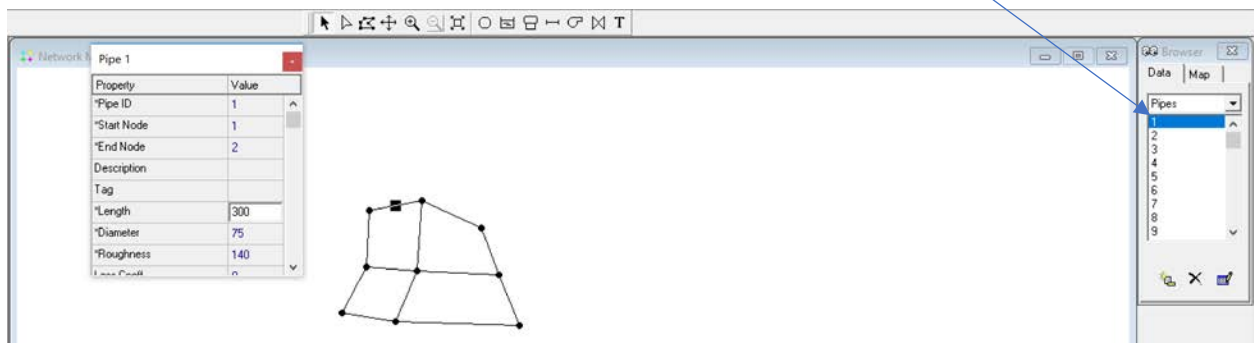 T
Network M
Pipe 1
Property Value
*Pipe ID 1
*Start Node 1
*End Node 2
Description
Tag
*Length 300
*Diameter 75
*Roughness 140
Browser
Data Map
Pipes
1
2
3
4
5
6
7
8
9